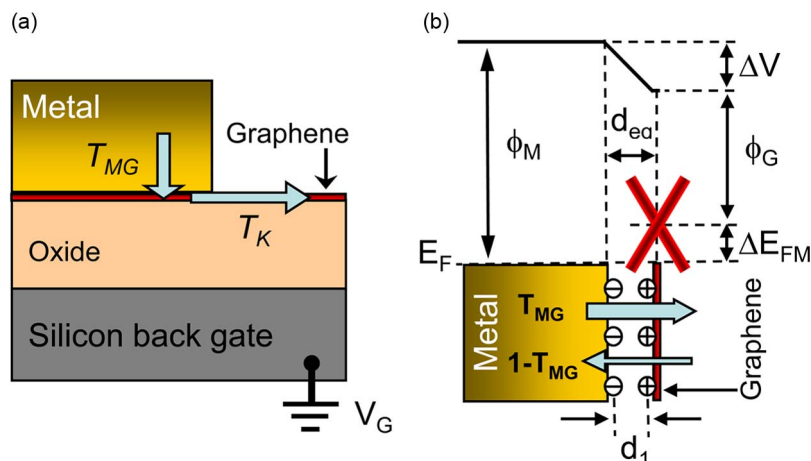 (a)
Metal
T_MG
Graphene
T_K
Oxide
Silicon back gate
V_G
(b)
ΔV
d_eq
ϕ_M
ϕ_G
E_F
ΔE_FM
Metal
T_MG
1-T_MG
Graphene
d_1